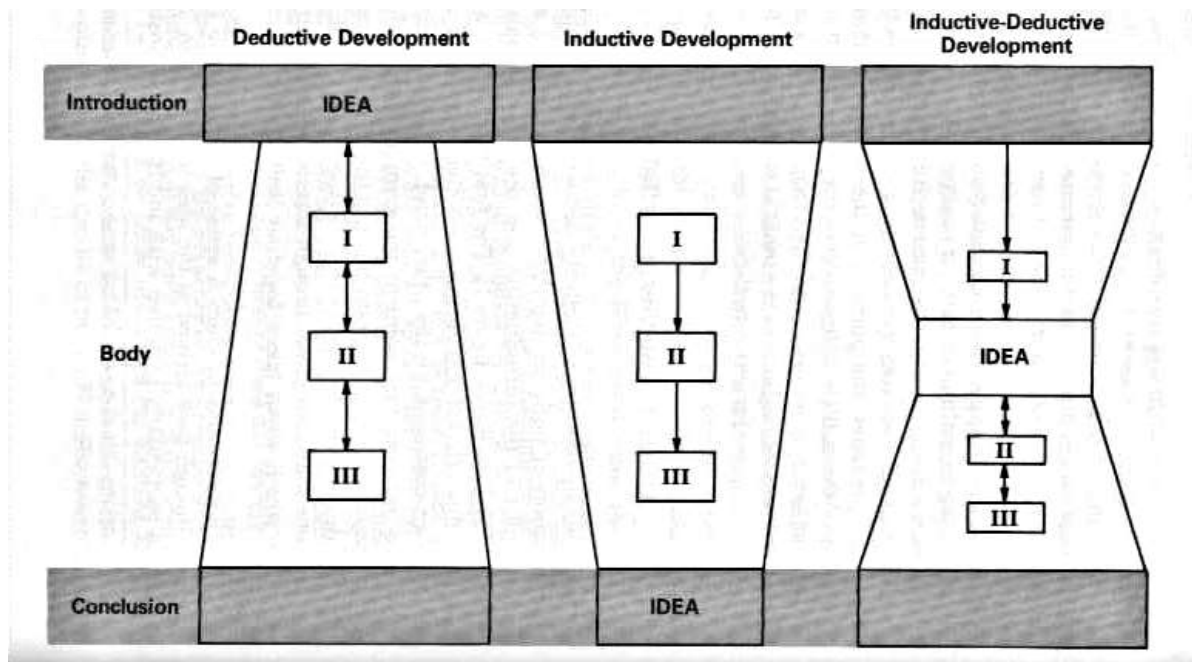 Deductive Development
Inductive Development
Inductive-Deductive
Development
Introduction
IDEA
I
I
I
Body
II
II
IDEA
II
III
III
III
Conclusion
IDEA